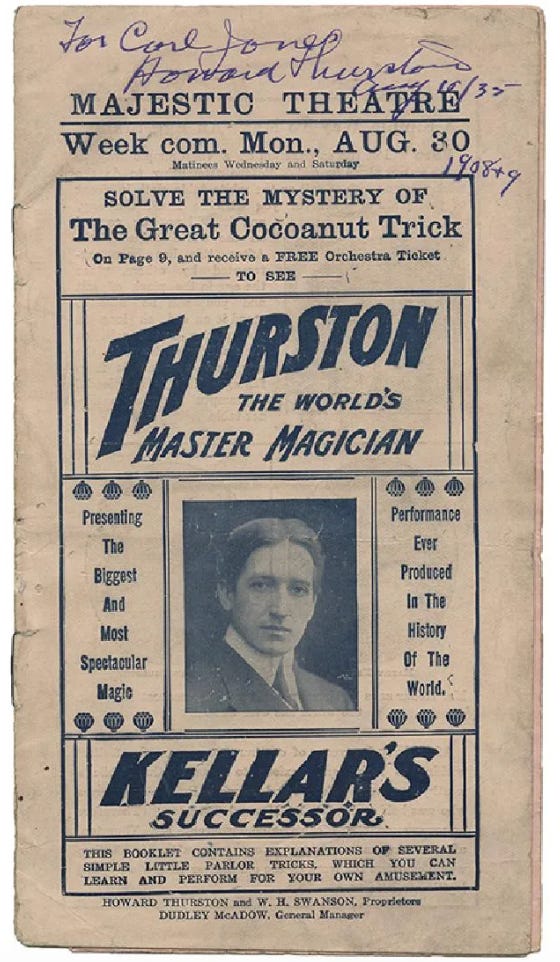 For Carl Jones
Howard Thurston
Aug 16/35
MAJESTIC THEATRE
Week com. Mon., AUG. 30
1908+9
Matinees Wednesday and Saturday
SOLVE THE MYSTERY OF
The Great Cocoanut Trick
On Page 9, and receive a FREE Orchestra Ticket
TO SEE
THURSTON
THE WORLD'S
MASTER MAGICIAN
Presenting
The
Biggest
And
Most
Spectacular
Magic
Performance
Ever
Produced
In The
History
Of The
World.
KELLAR'S
SUCCESSOR
THIS BOOKLET CONTAINS EXPLANATIONS OF SEVERAL
SIMPLE LITTLE PARLOR TRICKS, WHICH YOU CAN
LEARN AND PERFORM FOR YOUR OWN AMUSEMENT.
HOWARD THURSTON and W. H. SWANSON, Proprietors
DUDLEY McADOW, General Manager